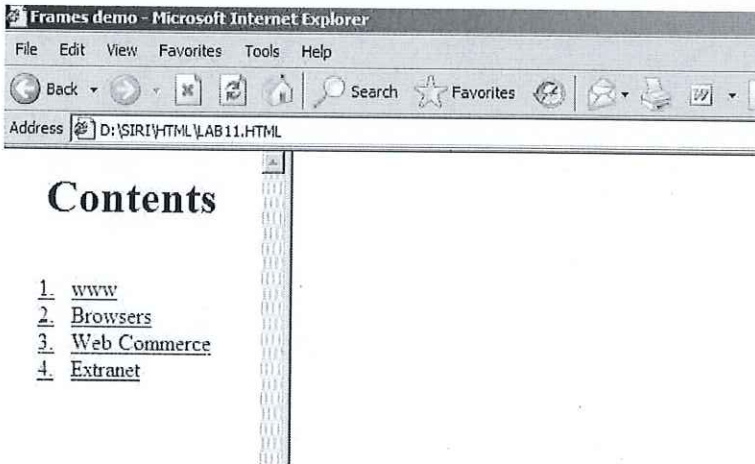 Frames demo - Microsoft Internet Explorer
File Edit View Favorites Tools Help
Back Search Favorites
Address D:\SIRI\HTML\LAB11.HTML
Contents
1. www
2. Browsers
3. Web Commerce
4. Extranet